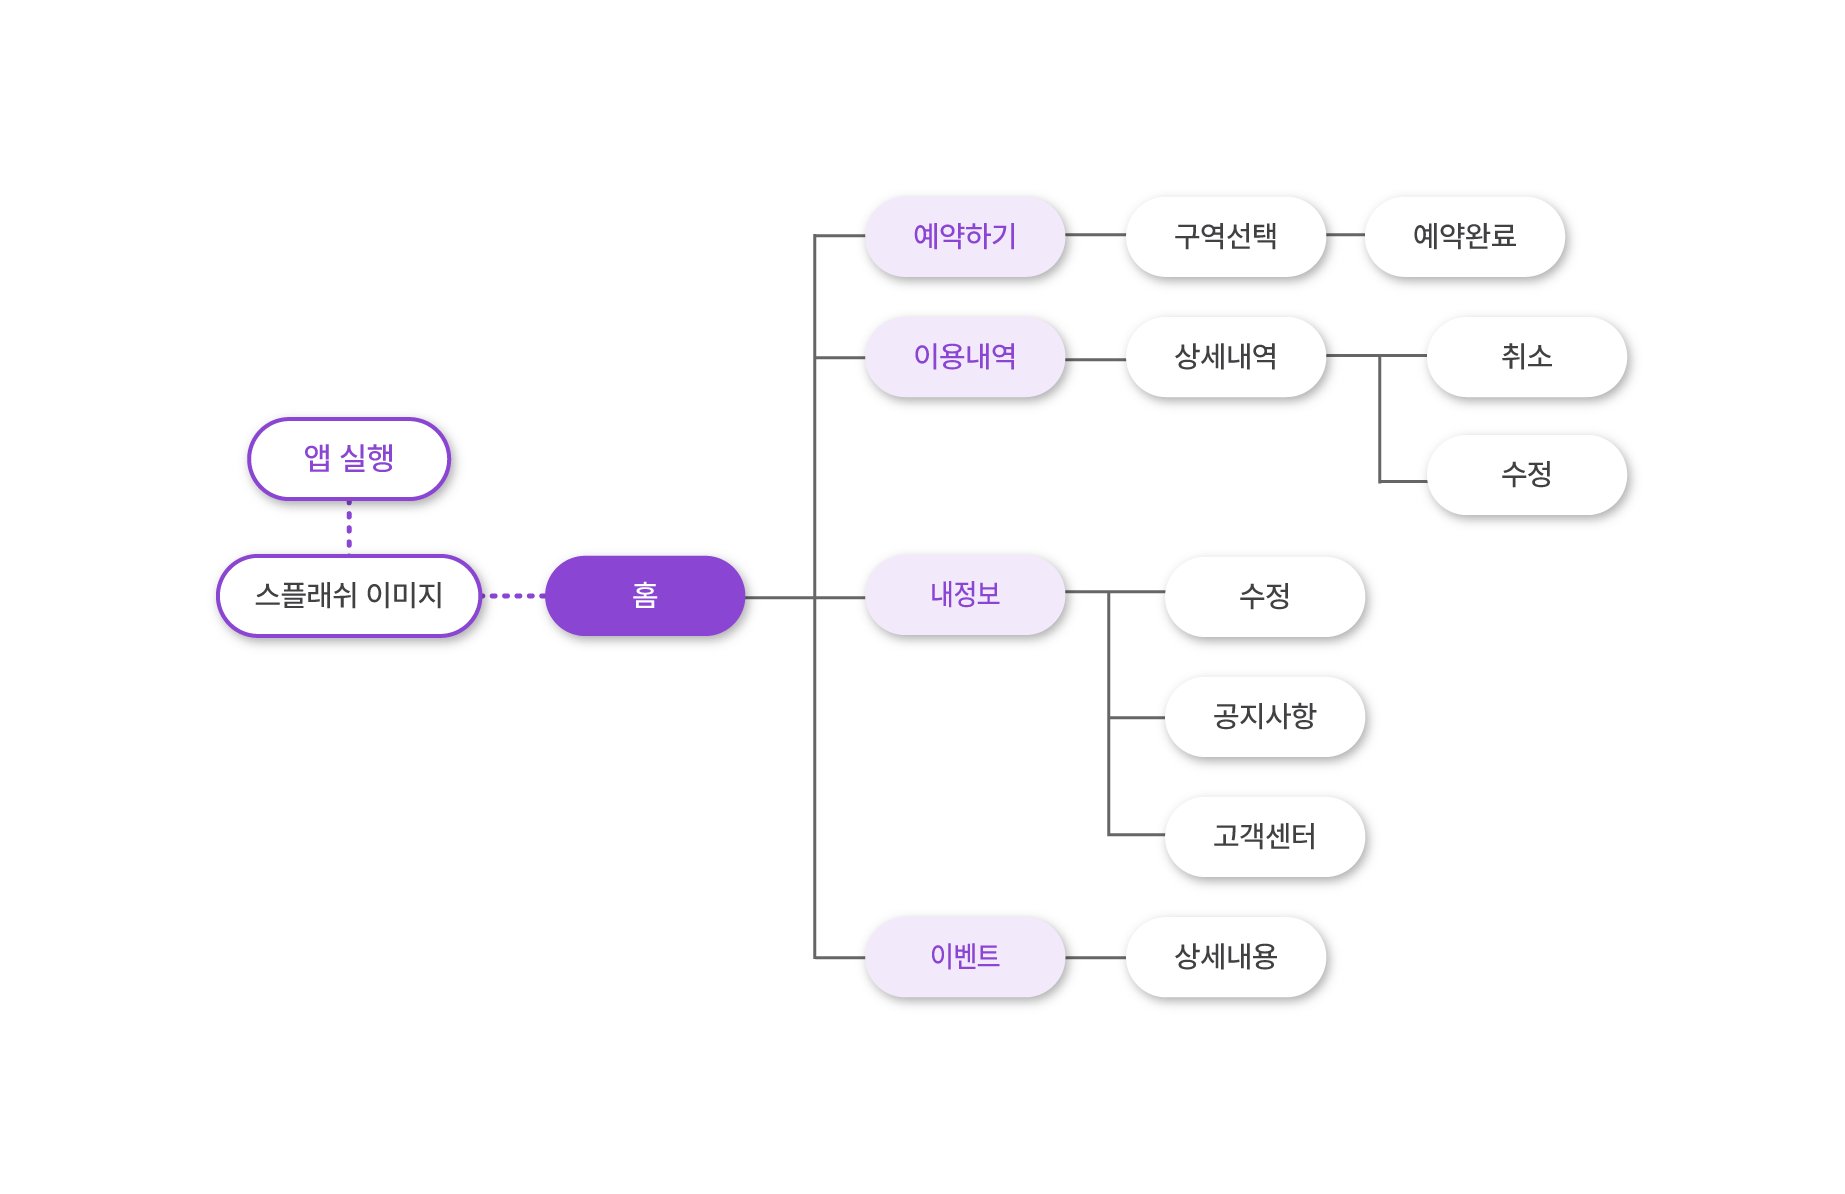 앱 실행
스플래쉬 이미지
홈
예약하기
구역선택
예약완료
이용내역
상세내역
취소
수정
내정보
수정
공지사항
고객센터
이벤트
상세내용